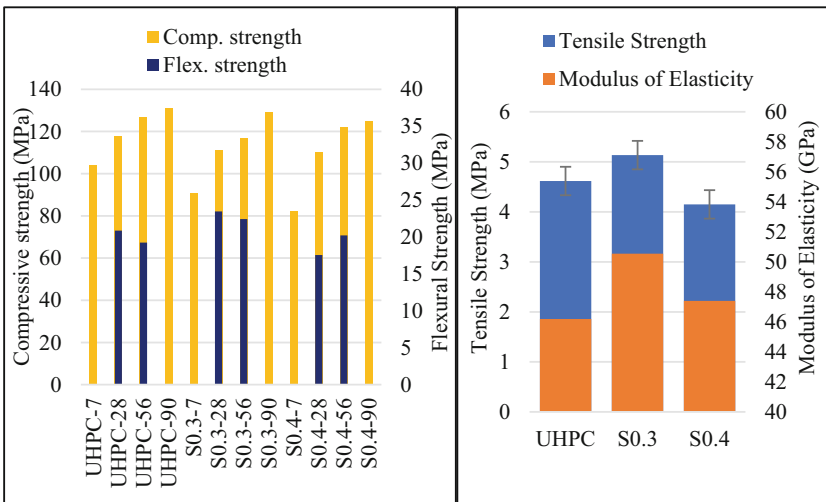 Comp. strength
Flex. strength
Compressive strength (MPa)
140
120
100
80
60
40
20
0
40
35
30
25
20
15
10
5
0
Flexural Strength (MPa)
UHPC-7
UHPC-28
UHPC-56
UHPC-90
S0.3-7
S0.3-28
S0.3-56
S0.3-90
S0.4-7
S0.4-28
S0.4-56
S0.4-90
Tensile Strength
Modulus of Elasticity
Tensile Strength (MPa)
6
5
4
3
2
1
0
60
58
56
54
52
50
48
46
44
42
40
Modulus of Elasticity (GPa)
UHPC
S0.3
S0.4